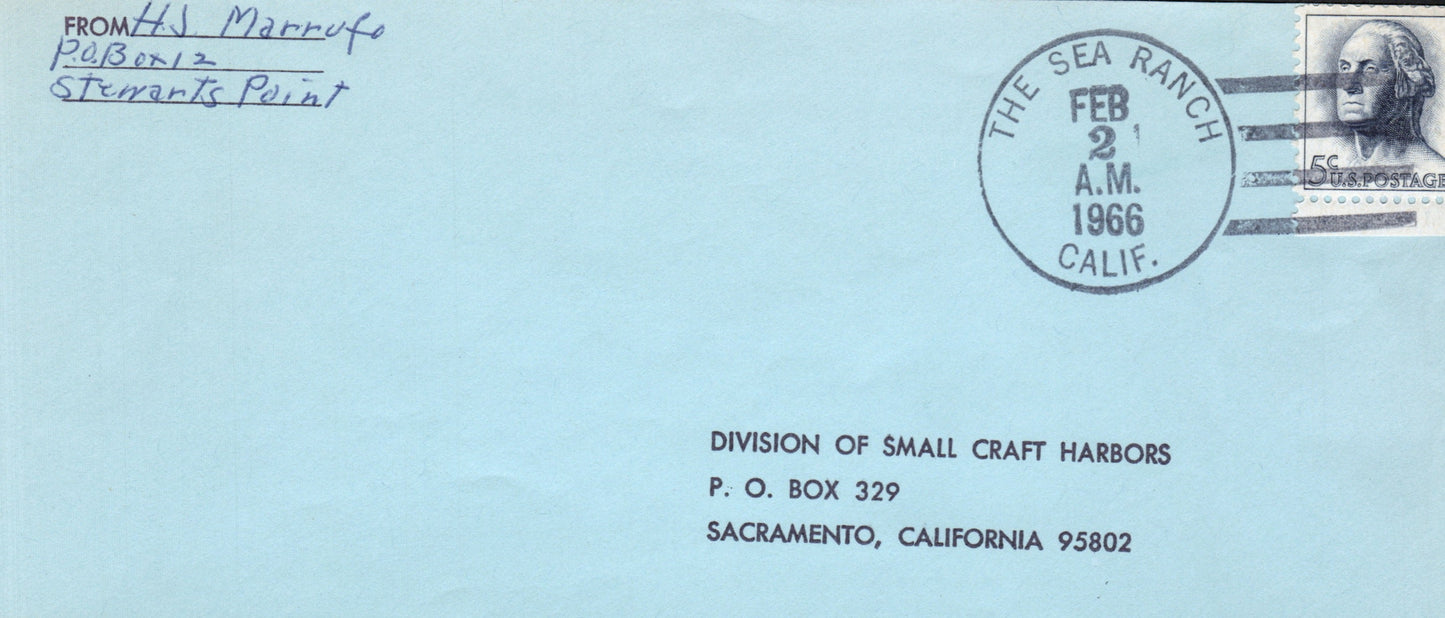 FROM H.J Marrufo
P.O.Box 12
Stewarts Point
THE SEA RANCH
FEB
2
A.M.
1966
CALIF.
5c
U.S.POSTAGE
DIVISION OF SMALL CRAFT HARBORS
P. O. BOX 329
SACRAMENTO, CALIFORNIA 95802